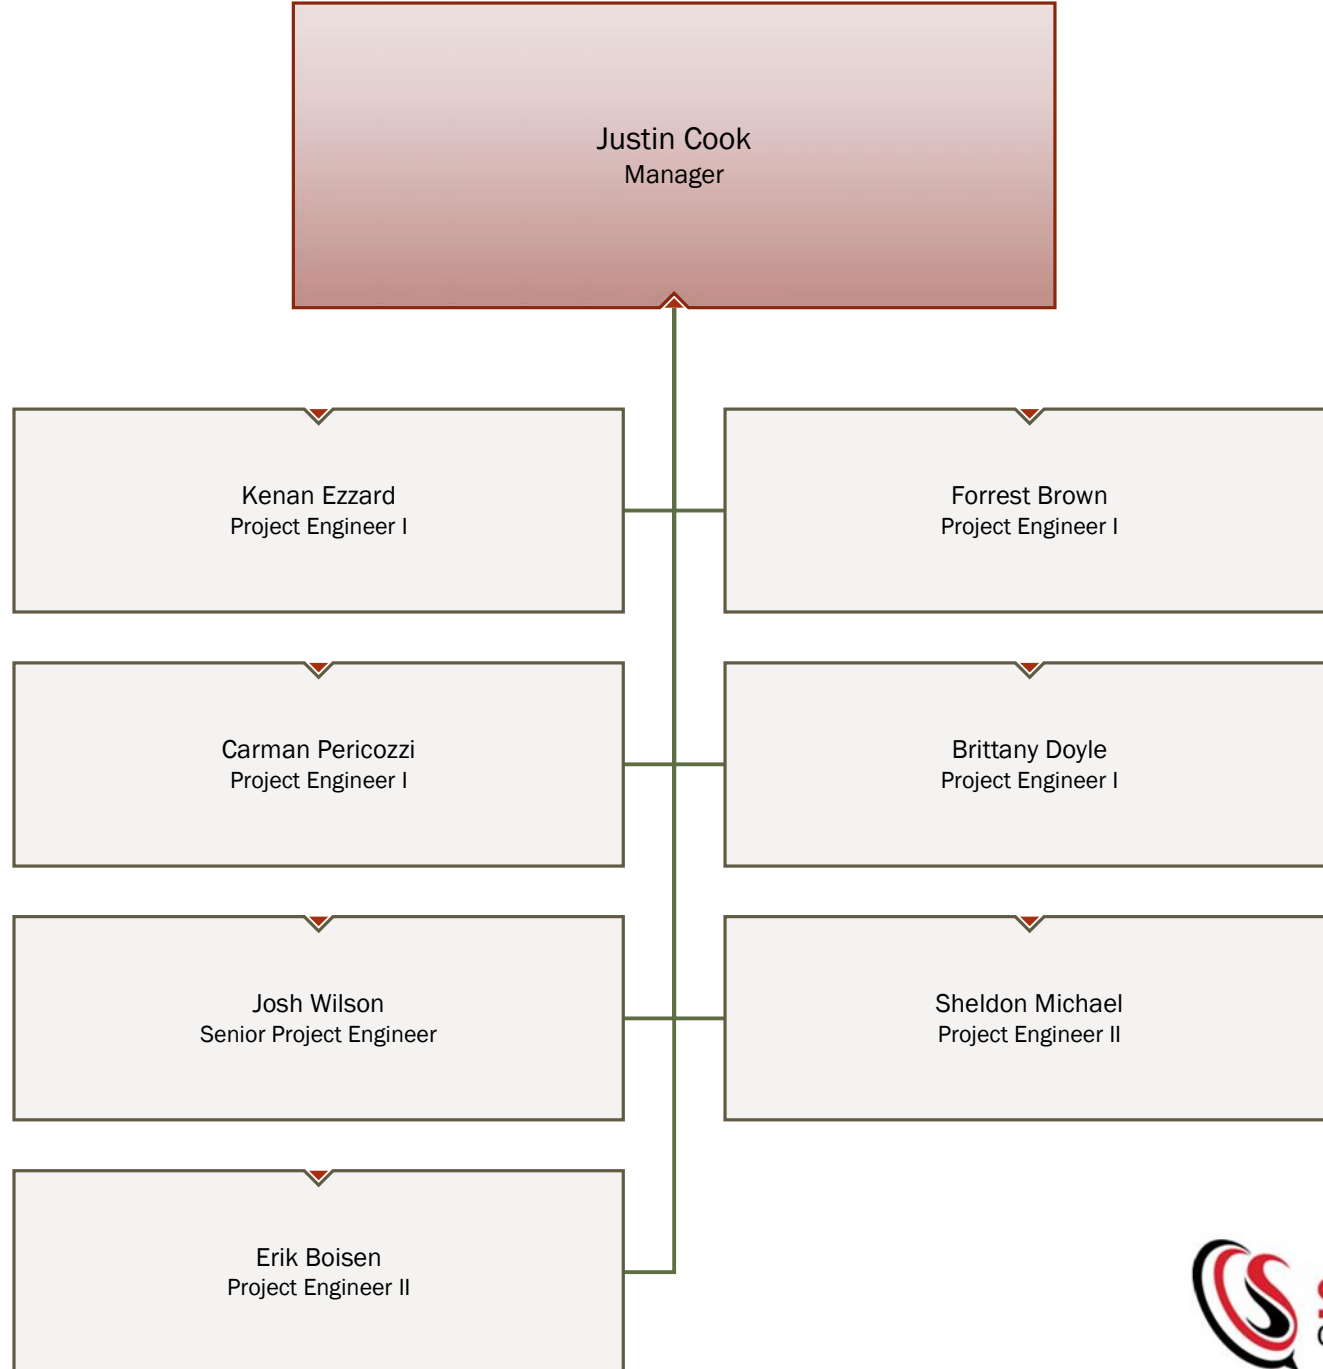 Justin Cook
Manager
Kenan Ezzard
Project Engineer I
Forrest Brown
Project Engineer I
Carman Pericozzi
Project Engineer I
Brittany Doyle
Project Engineer I
Josh Wilson
Senior Project Engineer
Sheldon Michael
Project Engineer II
Erik Boisen
Project Engineer II